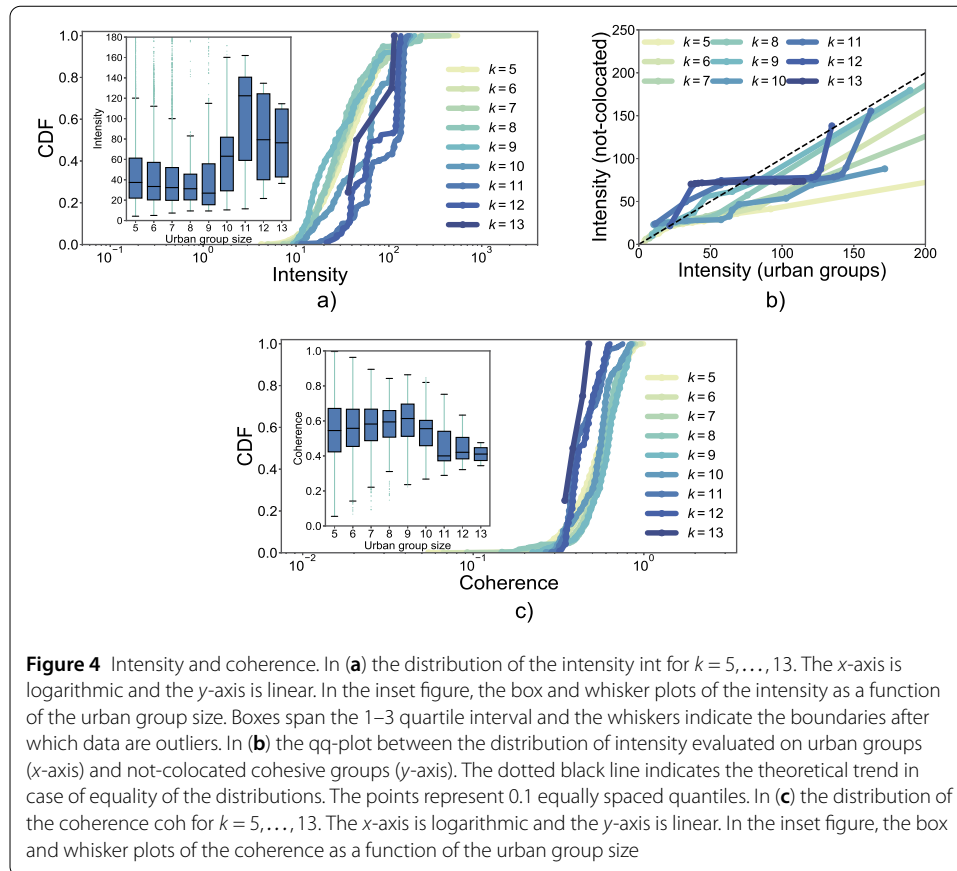 CDF
1.0
0.8
0.6
0.4
0.2
0.0
Intensity
180
160
140
120
100
80
60
40
20
0
5 6 7 8 9 10 11 12 13
Urban group size
k = 5
k = 6
k = 7
k = 8
k = 9
k = 10
k = 11
k = 12
k = 13
10⁻¹ 10⁰ 10¹ 10² 10³
Intensity
a)
Intensity (not-colocated)
250
200
150
100
50
0
k = 5 k = 8 k = 11
k = 6 k = 9 k = 12
k = 7 k = 10 k = 13
0 50 100 150 200
Intensity (urban groups)
b)
CDF
1.0
0.8
0.6
0.4
0.2
0.0
Coherence
1.0
0.8
0.6
0.4
0.2
0.0
5 6 7 8 9 10 11 12 13
Urban group size
k = 5
k = 6
k = 7
k = 8
k = 9
k = 10
k = 11
k = 12
k = 13
10⁻² 10⁻¹ 10⁰
Coherence
c)
Figure 4 Intensity and coherence. In (a) the distribution of the intensity int for k = 5,...,13. The x-axis is
logarithmic and the y-axis is linear. In the inset figure, the box and whisker plots of the intensity as a function
of the urban group size. Boxes span the 1–3 quartile interval and the whiskers indicate the boundaries after
which data are outliers. In (b) the qq-plot between the distribution of intensity evaluated on urban groups
(x-axis) and not-colocated cohesive groups (y-axis). The dotted black line indicates the theoretical trend in
case of equality of the distributions. The points represent 0.1 equally spaced quantiles. In (c) the distribution of
the coherence coh for k = 5,...,13. The x-axis is logarithmic and the y-axis is linear. In the inset figure, the box
and whisker plots of the coherence as a function of the urban group size